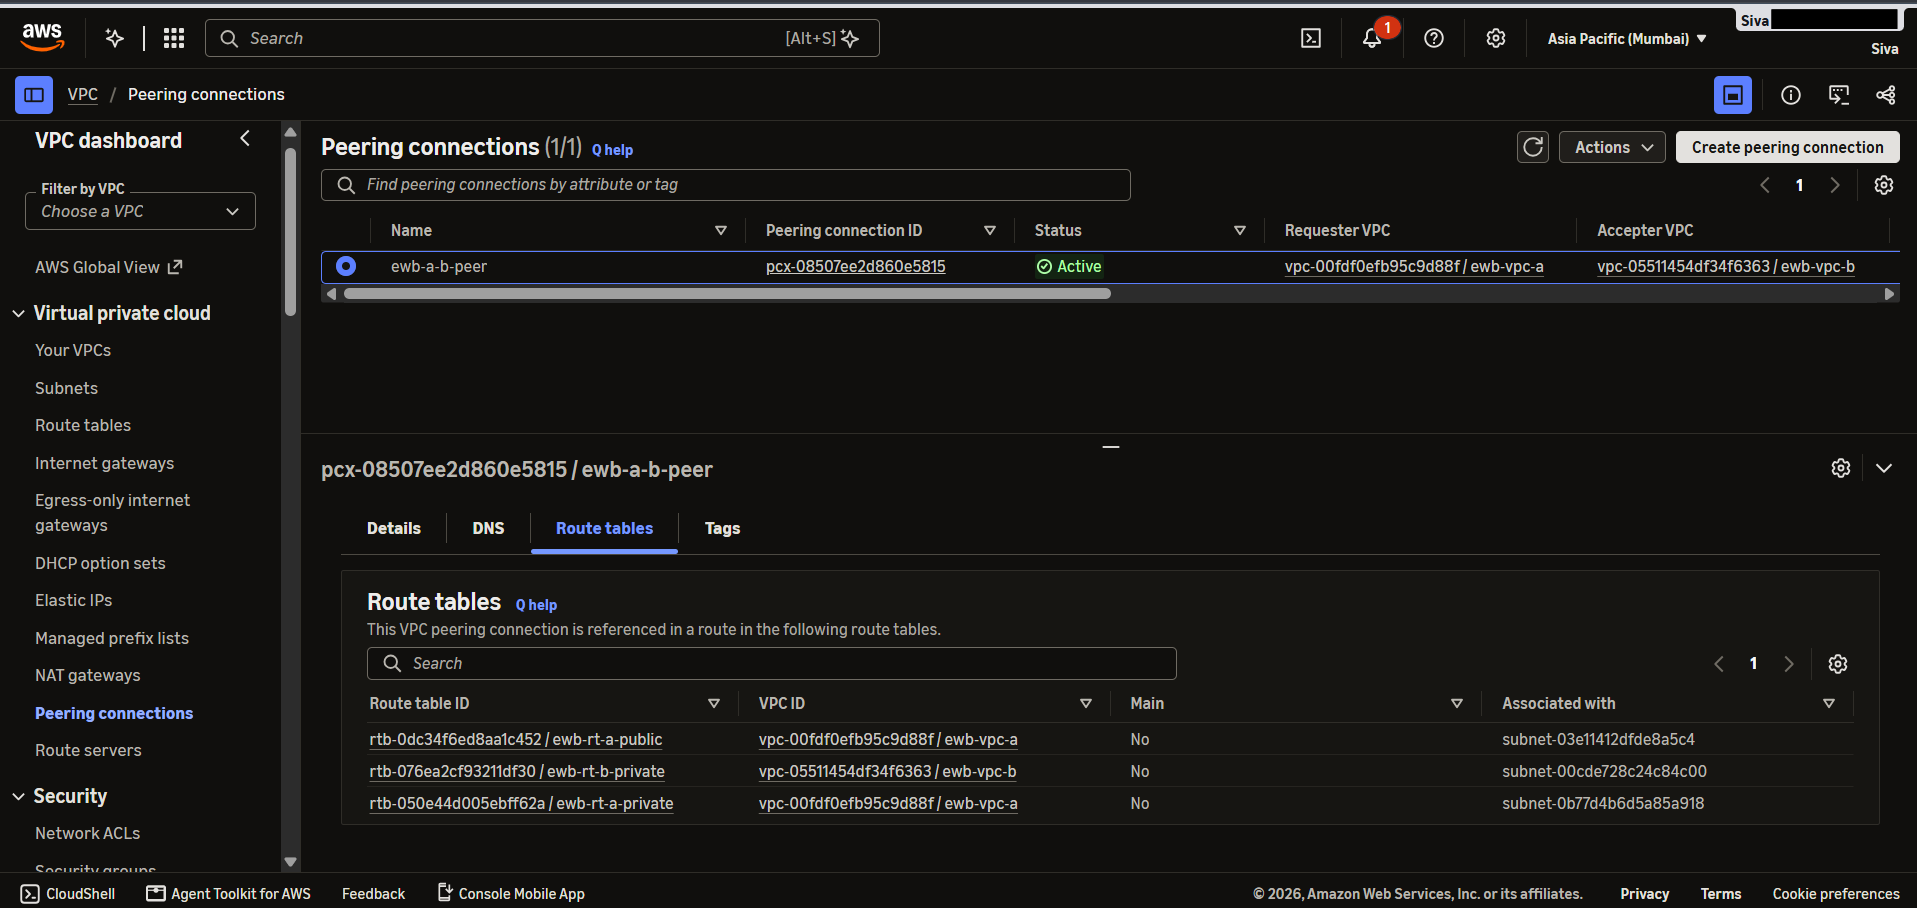 aws
Search [Alt+S]
1
Asia Pacific (Mumbai)
Siva
Siva
VPC / Peering connections
VPC dashboard
Filter by VPC
Choose a VPC
AWS Global View
Virtual private cloud
Your VPCs
Subnets
Route tables
Internet gateways
Egress-only internet
gateways
DHCP option sets
Elastic IPs
Managed prefix lists
NAT gateways
Peering connections
Route servers
Security
Network ACLs
Security groups
Peering connections (1/1) Q help
Actions
Create peering connection
Find peering connections by attribute or tag
1
Name Peering connection ID Status Requester VPC Accepter VPC
ewb-a-b-peer pcx-08507ee2d860e5815 Active vpc-00fdf0efb95c9d88f / ewb-vpc-a vpc-05511454df34f6363 / ewb-vpc-b
pcx-08507ee2d860e5815 / ewb-a-b-peer
Details DNS Route tables Tags
Route tables Q help
This VPC peering connection is referenced in a route in the following route tables.
Search
1
Route table ID VPC ID Main Associated with
rtb-0dc34f6ed8aa1c452 / ewb-rt-a-public vpc-00fdf0efb95c9d88f / ewb-vpc-a No subnet-03e11412dfde8a5c4
rtb-076ea2cf93211df30 / ewb-rt-b-private vpc-05511454df34f6363 / ewb-vpc-b No subnet-00cde728c24c84c00
rtb-050e44d005ebff62a / ewb-rt-a-private vpc-00fdf0efb95c9d88f / ewb-vpc-a No subnet-0b77d4b6d5a85a918
CloudShell Agent Toolkit for AWS Feedback Console Mobile App
© 2026, Amazon Web Services, Inc. or its affiliates. Privacy Terms Cookie preferences